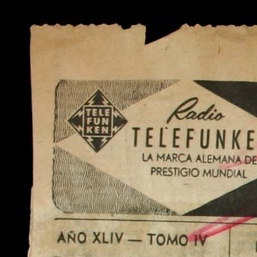 TELE
FUN
KEN
Radio
TELEFUNKE
LA MARCA ALEMANA DE
PRESTIGIO MUNDIAL
AÑO XLIV — TOMO IV